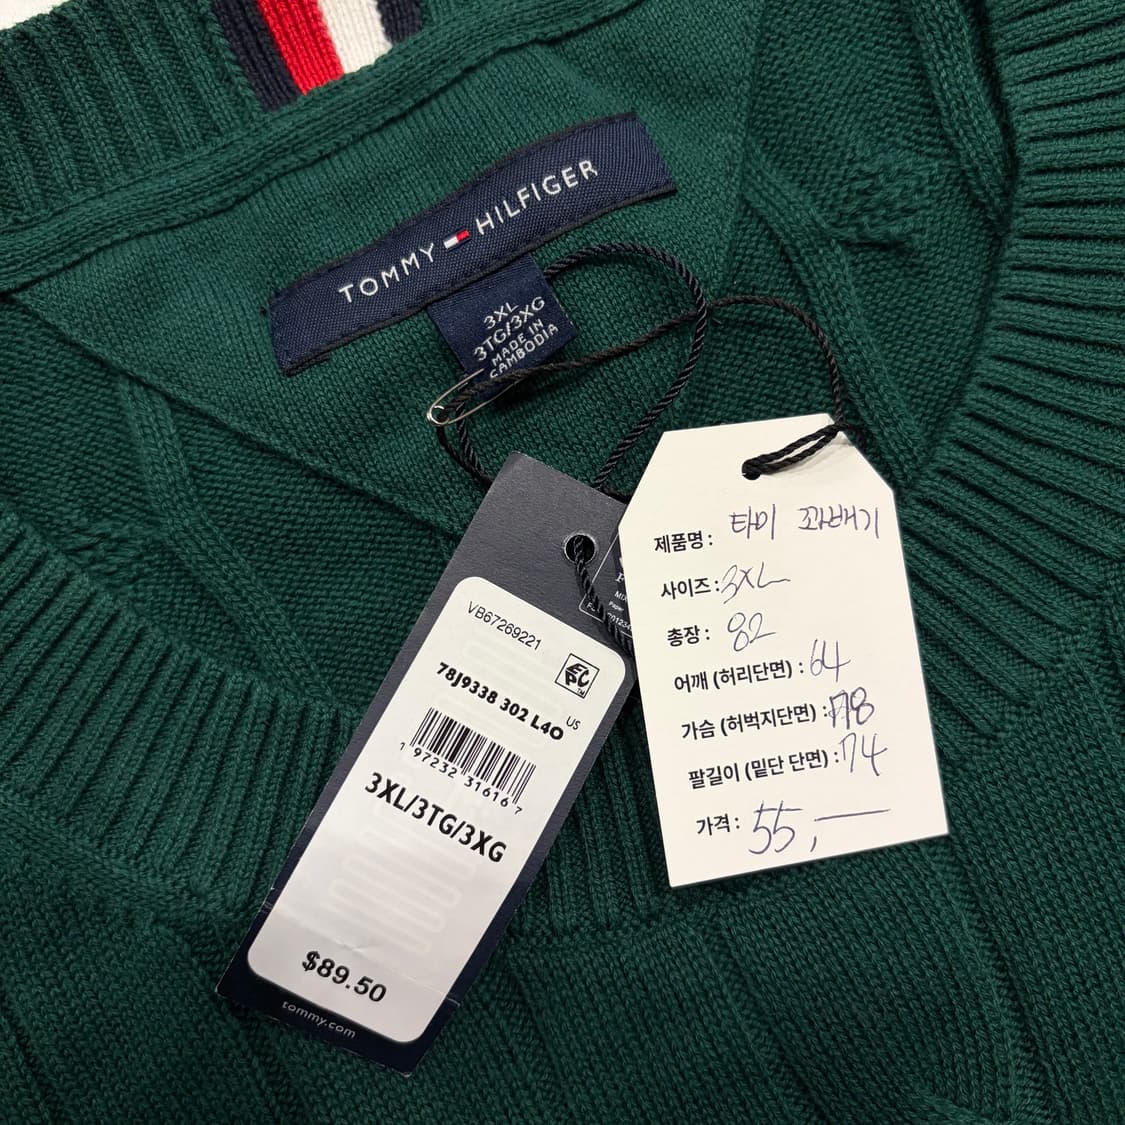 TOMMY HILFIGER
3XL
3TG/3XG
MADE IN
CAMBODIA
VB67269221
EPC
TM
78J9338 302 L40 US
1 97232 31616 7
3XL/3TG/3XG
$89.50
tommy.com
제품명: 타미 꽈배기
사이즈: 3XL
총장: 82
어깨 (허리단면) : 64
가슴 (허벅지단면) : 78
팔길이 (밑단 단면) : 74
가격: 55,—